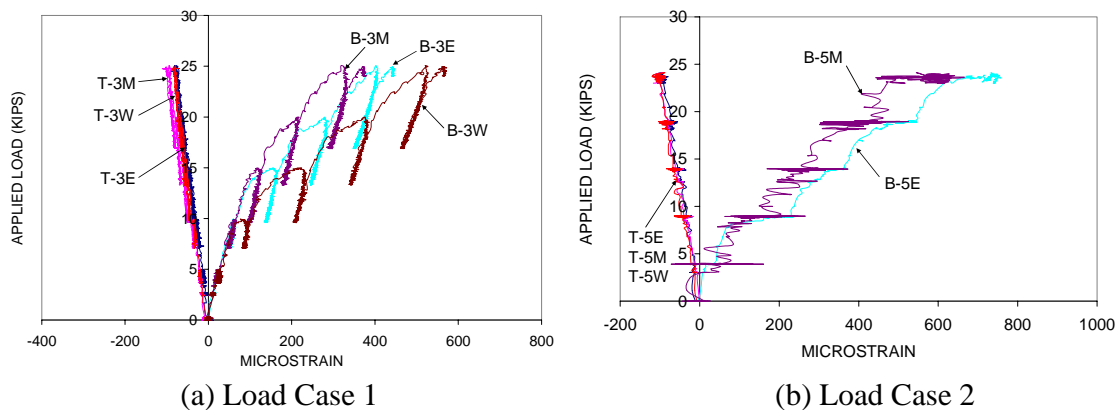 APPLIED LOAD (KIPS)
30
25
20
15
10
5
0
-400 -200 0 200 400 600 800
MICROSTRAIN
T-3M
T-3W
T-3E
B-3M
B-3E
B-3W
(a) Load Case 1
APPLIED LOAD (KIPS)
30
25
20
15
10
5
0
-200 0 200 400 600 800 1000
MICROSTRAIN
B-5M
B-5E
T-5E
T-5M
T-5W
(b) Load Case 2